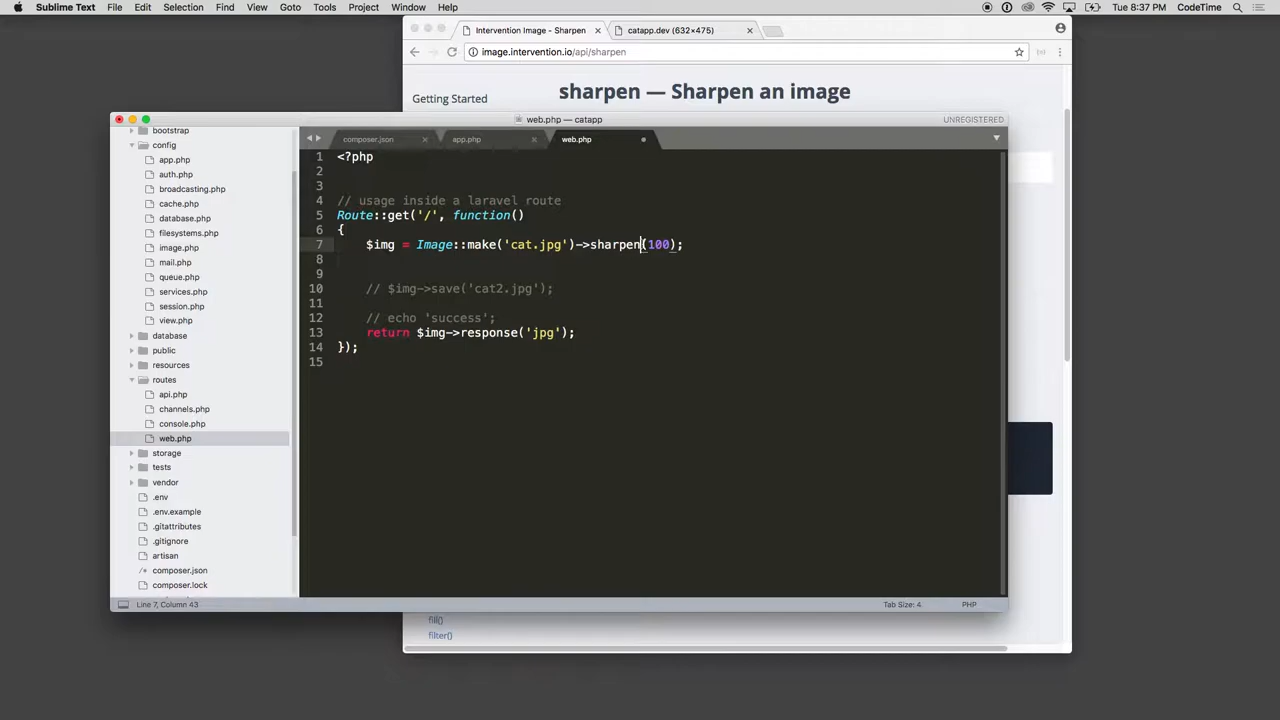 Sublime Text File Edit Selection Find View Goto Tools Project Window Help Tue 8:37 PM CodeTime
Intervention Image - Sharpen
catapp.dev (632×475)
image.intervention.io/api/sharpen
Getting Started
sharpen — Sharpen an image
web.php — catapp
UNREGISTERED
composer.json
app.php
web.php
bootstrap
config
app.php
auth.php
broadcasting.php
cache.php
database.php
filesystems.php
image.php
mail.php
queue.php
services.php
session.php
view.php
database
public
resources
routes
api.php
channels.php
console.php
web.php
storage
tests
vendor
.env
.env.example
.gitattributes
.gitignore
artisan
composer.json
composer.lock
1 <?php
2
3
4 // usage inside a laravel route
5 Route::get('/', function()
6 {
7 $img = Image::make('cat.jpg')->sharpen(100);
8
9
10 // $img->save('cat2.jpg');
11
12 // echo 'success';
13 return $img->response('jpg');
14 });
15
Line 7, Column 43
Tab Size: 4
PHP
fill()
filter()